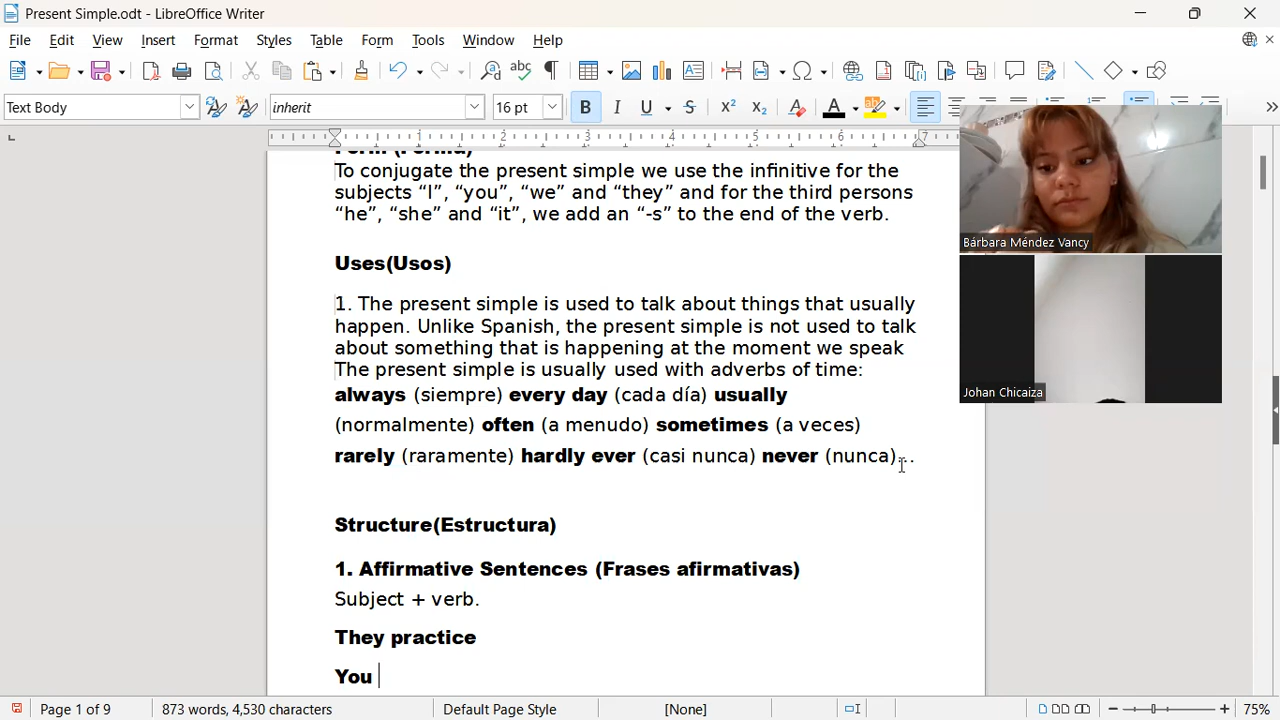 Present Simple.odt - LibreOffice Writer
File Edit View Insert Format Styles Table Form Tools Window Help
Text Body inherit 16 pt
1 2 3 4 5 6 7
To conjugate the present simple we use the infinitive for the
subjects “I”, “you”, “we” and “they” and for the third persons
“he”, “she” and “it”, we add an “-s” to the end of the verb.
Uses(Usos)
1. The present simple is used to talk about things that usually
happen. Unlike Spanish, the present simple is not used to talk
about something that is happening at the moment we speak
The present simple is usually used with adverbs of time:
always (siempre) every day (cada día) usually
(normalmente) often (a menudo) sometimes (a veces)
rarely (raramente) hardly ever (casi nunca) never (nunca)...
Structure(Estructura)
1. Affirmative Sentences (Frases afirmativas)
Subject + verb.
They practice
You
Bárbara Méndez Vancy
Johan Chicaiza
Page 1 of 9 873 words, 4,530 characters Default Page Style [None] 75%